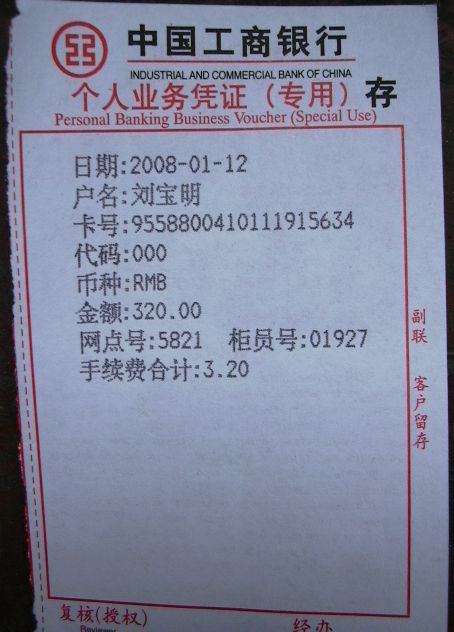 中国工商银行
INDUSTRIAL AND COMMERCIAL BANK OF CHINA
个人业务凭证（专用）存
Personal Banking Business Voucher (Special Use)
日期:2008-01-12
户名:刘宝明
卡号:9558800410111915634
代码:000
币种:RMB
金额:320.00
网点号:5821 柜员号:01927
手续费合计:3.20
副联 客户留存
复核(授权)
经办